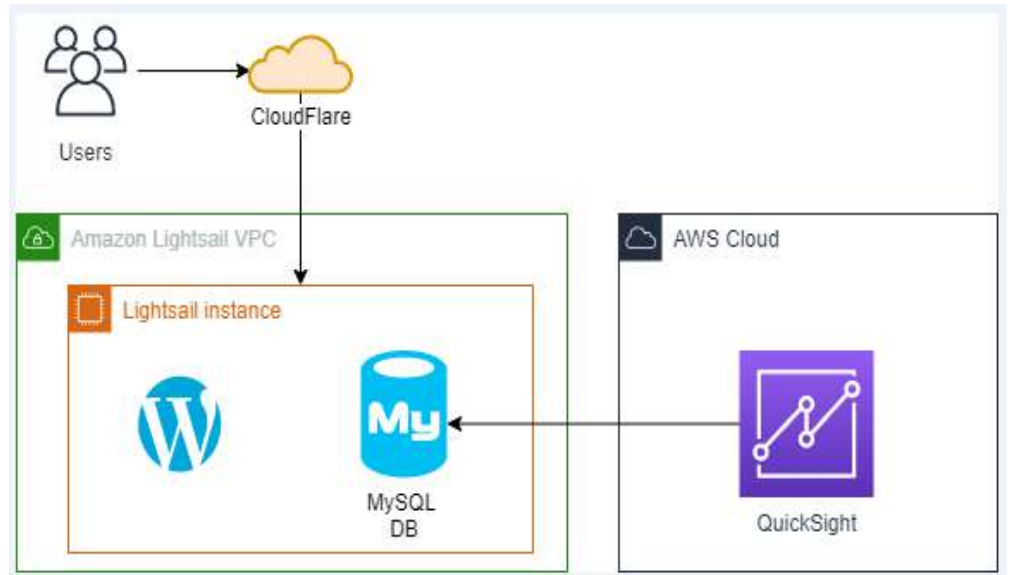 CloudFlare
Users
Amazon Lightsail VPC
AWS Cloud
Lightsail instance
My
MySQL
DB
QuickSight